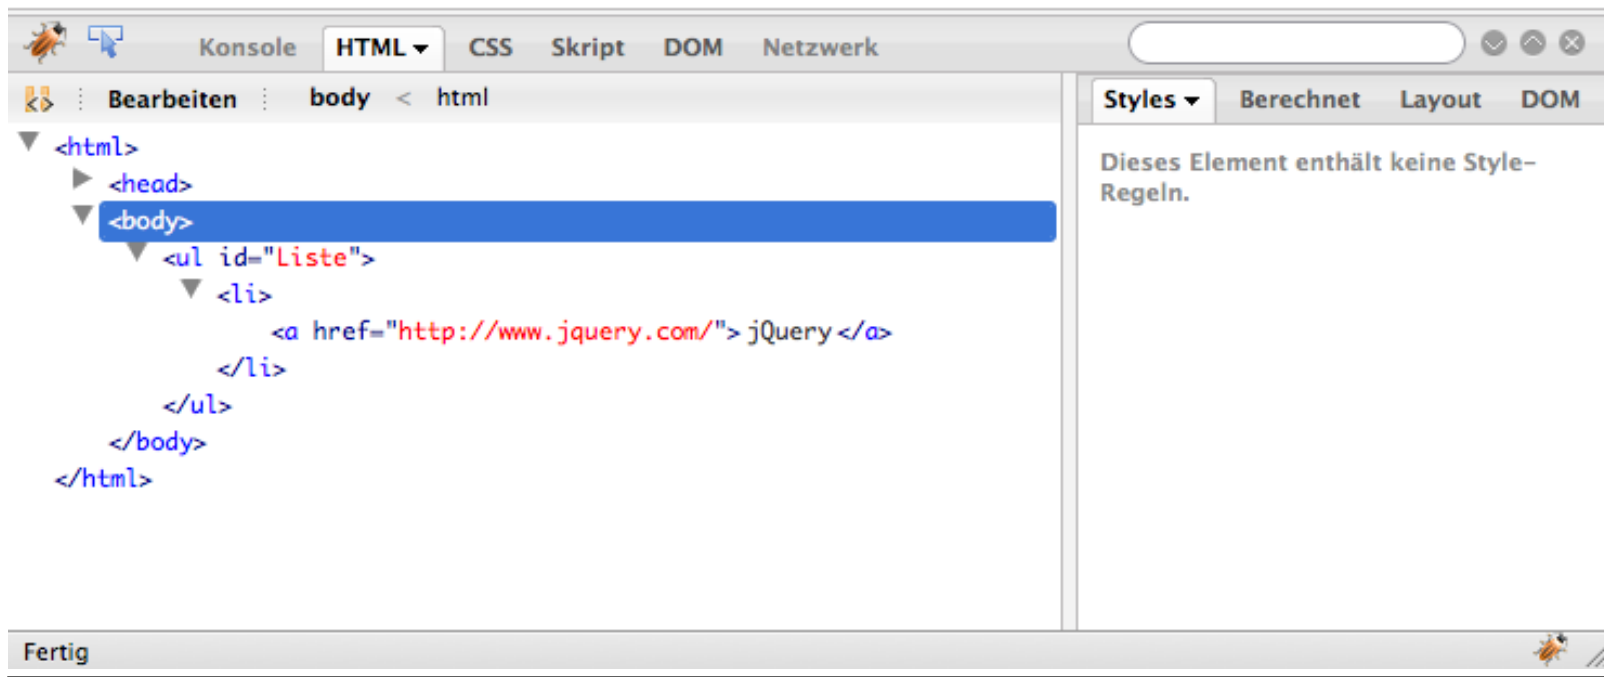 Konsole HTML CSS Skript DOM Netzwerk
Bearbeiten body < html
Styles Berechnet Layout DOM
<html>
<head>
<body>
<ul id="Liste">
<li>
<a href="http://www.jquery.com/"> jQuery </a>
</li>
</ul>
</body>
</html>
Dieses Element enthält keine Style-
Regeln.
Fertig